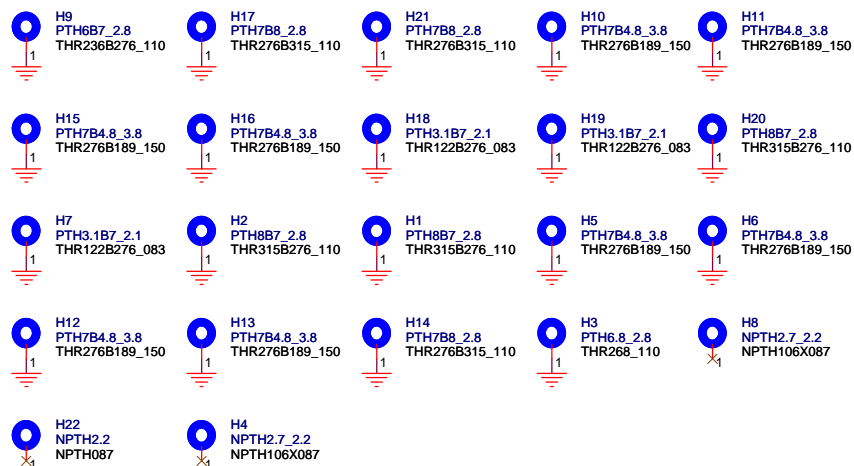 H9
PTH6B7_2.8
THR236B276_110
1
H17
PTH7B8_2.8
THR276B315_110
1
H21
PTH7B8_2.8
THR276B315_110
1
H10
PTH7B4.8_3.8
THR276B189_150
1
H11
PTH7B4.8_3.8
THR276B189_150
1
H15
PTH7B4.8_3.8
THR276B189_150
1
H16
PTH7B4.8_3.8
THR276B189_150
1
H18
PTH3.1B7_2.1
THR122B276_083
1
H19
PTH3.1B7_2.1
THR122B276_083
1
H20
PTH8B7_2.8
THR315B276_110
1
H7
PTH3.1B7_2.1
THR122B276_083
1
H2
PTH8B7_2.8
THR315B276_110
1
H1
PTH8B7_2.8
THR315B276_110
1
H5
PTH7B4.8_3.8
THR276B189_150
1
H6
PTH7B4.8_3.8
THR276B189_150
1
H12
PTH7B4.8_3.8
THR276B189_150
1
H13
PTH7B4.8_3.8
THR276B189_150
1
H14
PTH7B8_2.8
THR276B315_110
1
H3
PTH6.8_2.8
THR268_110
1
H8
NPTH2.7_2.2
NPTH106X087
1
H22
NPTH2.2
NPTH087
1
H4
NPTH2.7_2.2
NPTH106X087
1